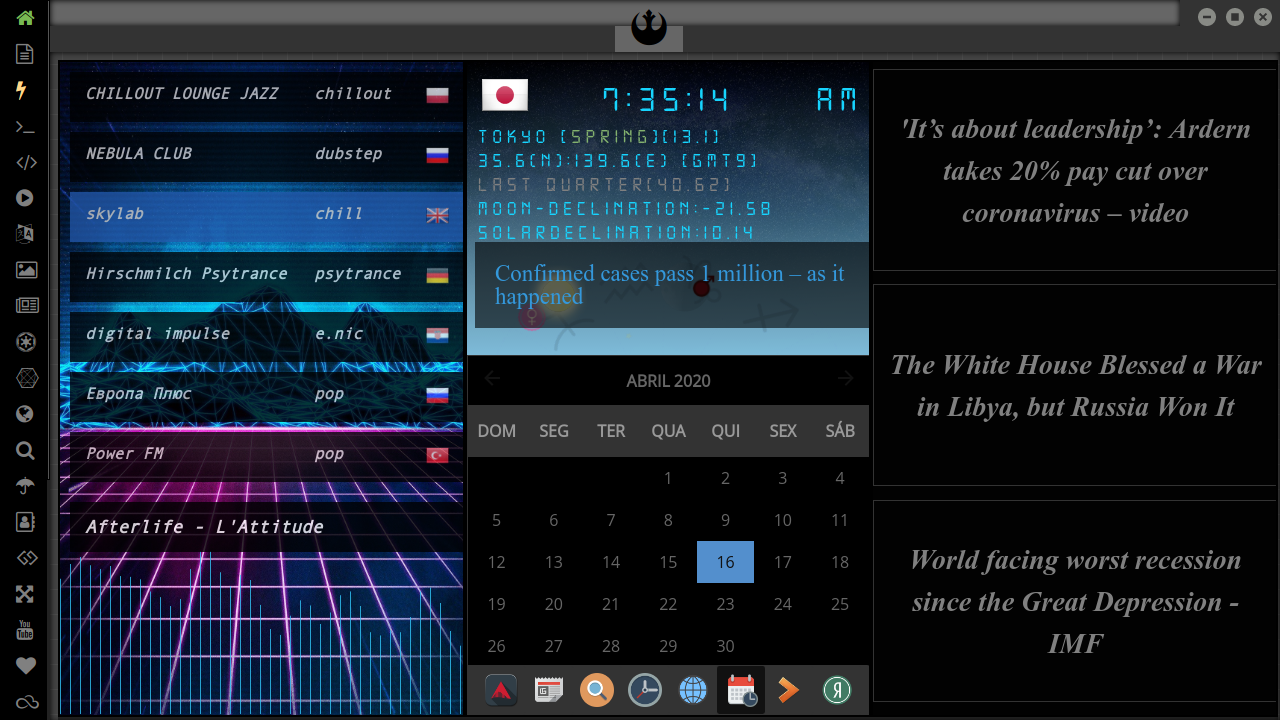 CHILLOUT LOUNGE JAZZ chillout
NEBULA CLUB dubstep
skylab chill
Hirschmilch Psytrance psytrance
digital impulse e.nic
Европа Плюс pop
Power FM pop
Afterlife - L'Attitude
7:35:14 AM
TOKYO [SPRING][13.1]
35.6(N):139.6(E) [GMT9]
LAST QUARTER[40.62]
MOON-DECLINATION:-21.58
SOLARDECLINATION:10.14
Confirmed cases pass 1 million – as it
happened
ABRIL 2020
DOM SEG TER QUA QUI SEX SÁB
1 2 3 4
5 6 7 8 9 10 11
12 13 14 15 16 17 18
19 20 21 22 23 24 25
26 27 28 29 30
'It’s about leadership’: Ardern
takes 20% pay cut over
coronavirus – video
The White House Blessed a War
in Libya, but Russia Won It
World facing worst recession
since the Great Depression -
IMF
You
Tube
Я